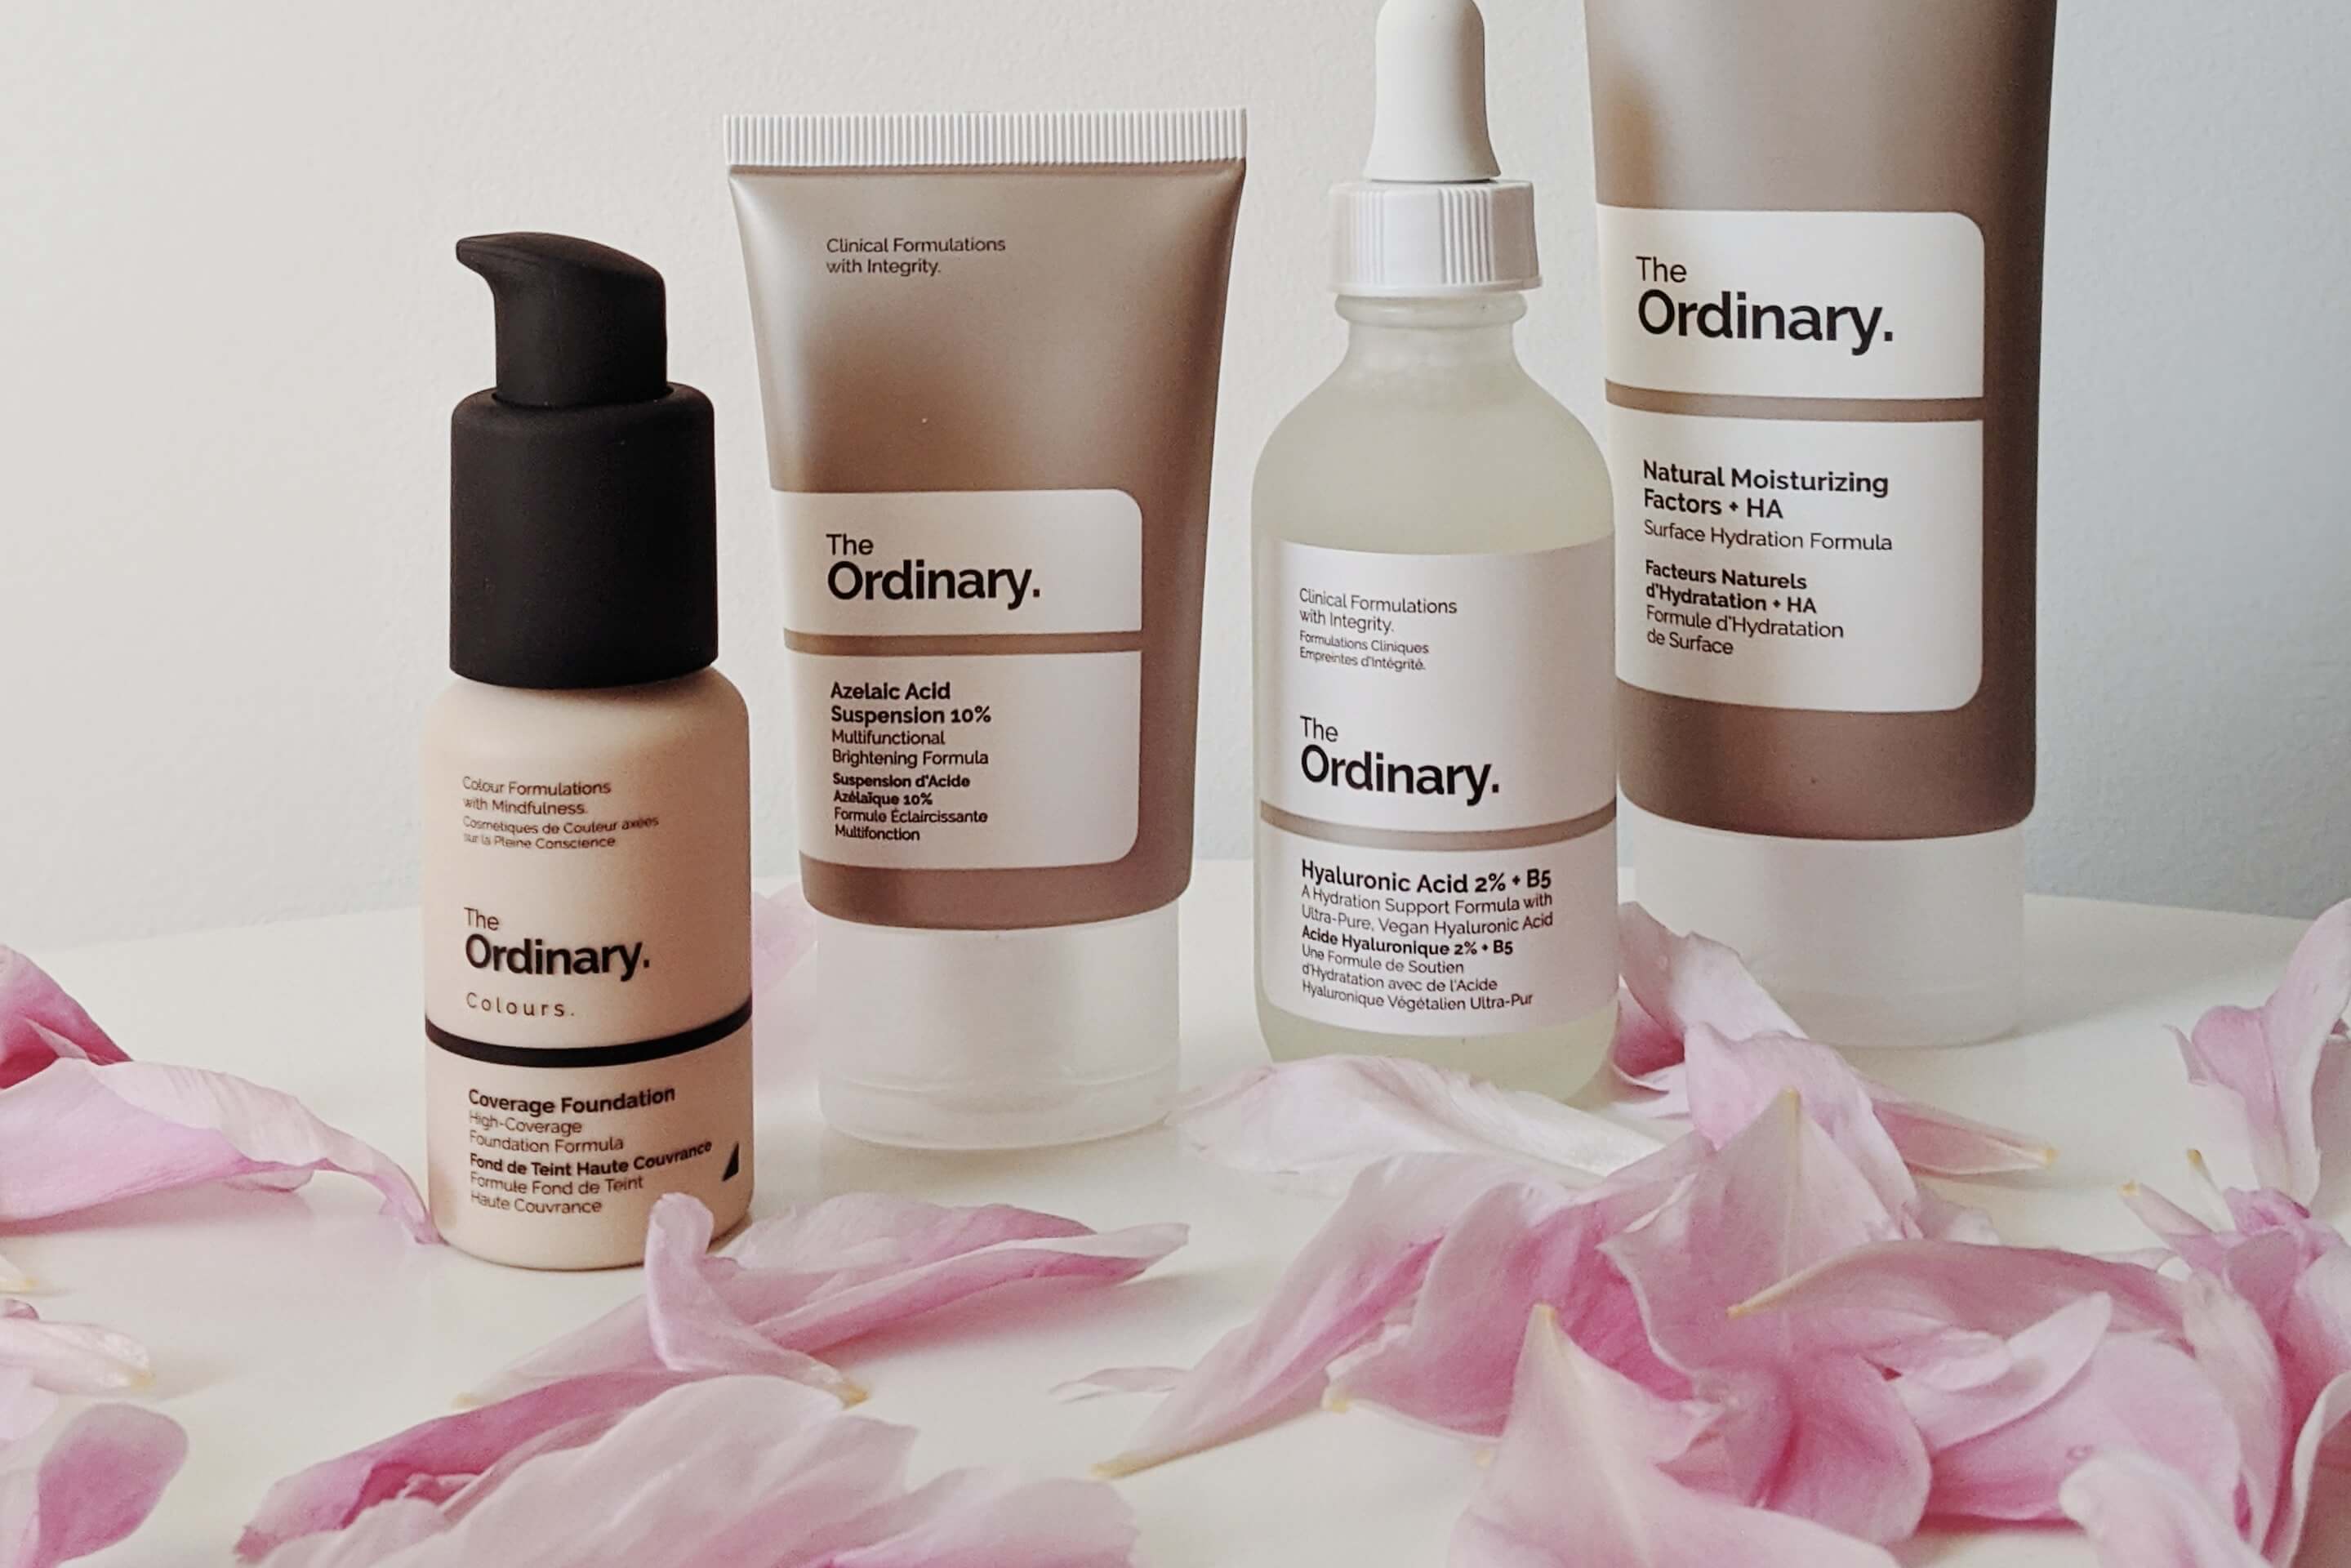 Colour Formulations
with Mindfulness.
Cosmétiques de Couleur axées
sur la Pleine Conscience
The
Ordinary.
Colours.
Coverage Foundation
High-Coverage
Foundation Formula
Fond de Teint Haute Couvrance
Formule Fond de Teint
Haute Couvrance
Clinical Formulations
with Integrity.
The
Ordinary.
Azelaic Acid
Suspension 10%
Multifunctional
Brightening Formula
Suspension d'Acide
Azélaïque 10%
Formule Éclaircissante
Multifonction
Clinical Formulations
with Integrity.
Formulations Cliniques
Empreintes d'Intégrité.
The
Ordinary.
Hyaluronic Acid 2% + B5
A Hydration Support Formula with
Ultra-Pure, Vegan Hyaluronic Acid
Acide Hyaluronique 2% + B5
Une Formule de Soutien
d'Hydratation avec de l'Acide
Hyaluronique Végétalien Ultra-Pur
The
Ordinary.
Natural Moisturizing
Factors + HA
Surface Hydration Formula
Facteurs Naturels
d'Hydratation + HA
Formule d'Hydratation
de Surface